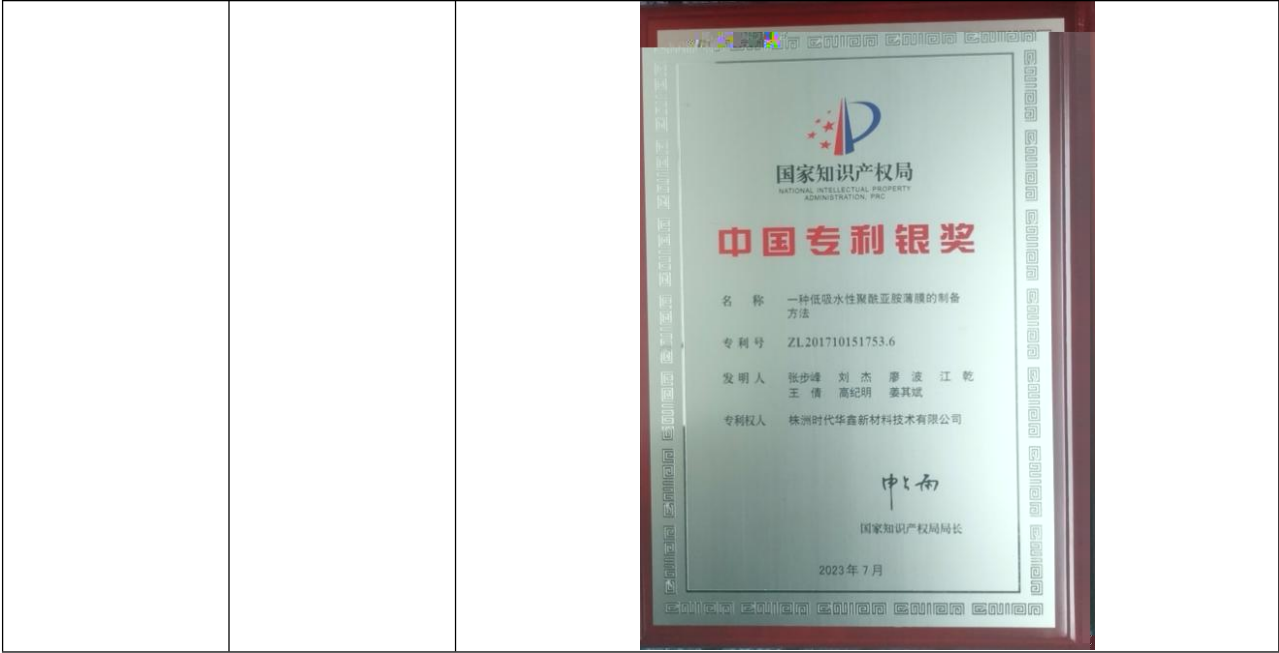 国家知识产权局
NATIONAL INTELLECTUAL PROPERTY
ADMINISTRATION, PRC
中国专利银奖
名 称 一种低吸水性聚酰亚胺薄膜的制备
方法
专利号 ZL201710151753.6
发明人 张步峰 刘 杰 廖 波 江 乾
王 倩 高纪明 姜其斌
专利权人 株洲时代华鑫新材料技术有限公司
申长雨
国家知识产权局局长
2023年7月